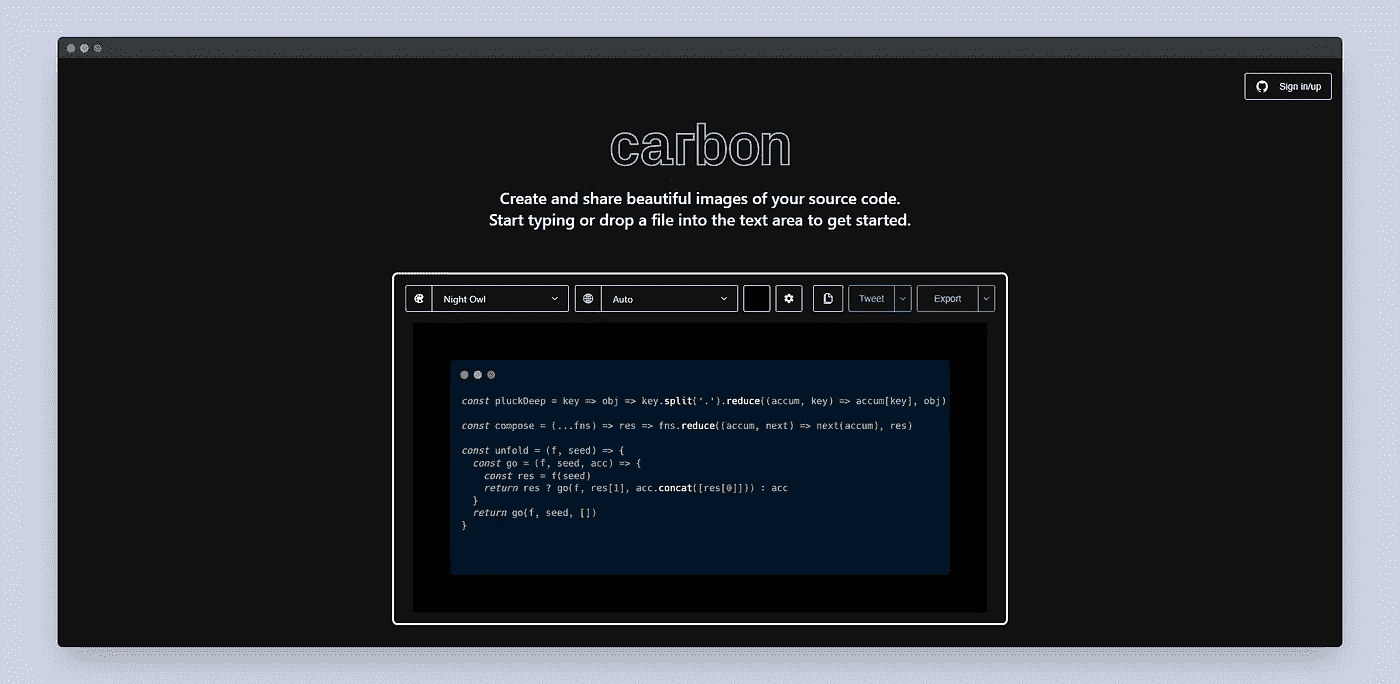 Sign in/up
carbon
Create and share beautiful images of your source code.
Start typing or drop a file into the text area to get started.
Night Owl Auto Tweet Export
const pluckDeep = key => obj => key.split('.').reduce((accum, key) => accum[key], obj)
const compose = (...fns) => res => fns.reduce((accum, next) => next(accum), res)
const unfold = (f, seed) => {
  const go = (f, seed, acc) => {
    const res = f(seed)
    return res ? go(f, res[1], acc.concat([res[0]])) : acc
  }
  return go(f, seed, [])
}